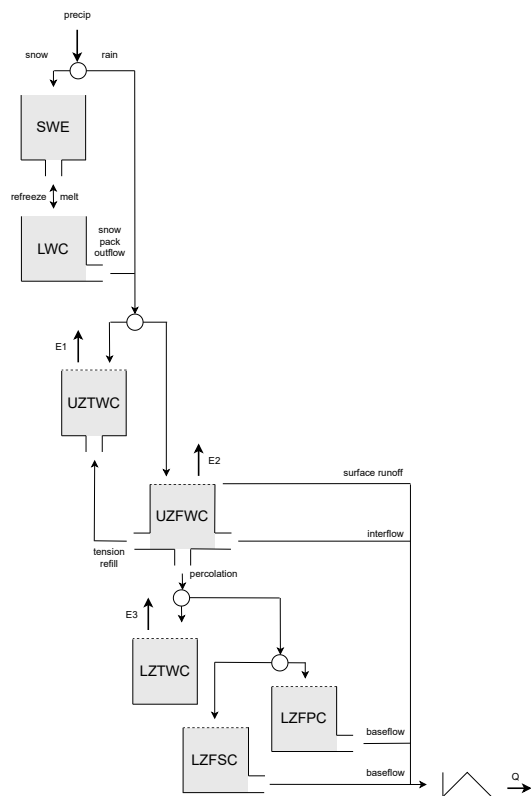 precip
snow
rain
SWE
refreeze
melt
LWC
snow
pack
outflow
E1
UZTWC
E2
surface runoff
UZFWC
interflow
tension
refill
percolation
E3
LZTWC
LZFPC
baseflow
LZFSC
baseflow
Q